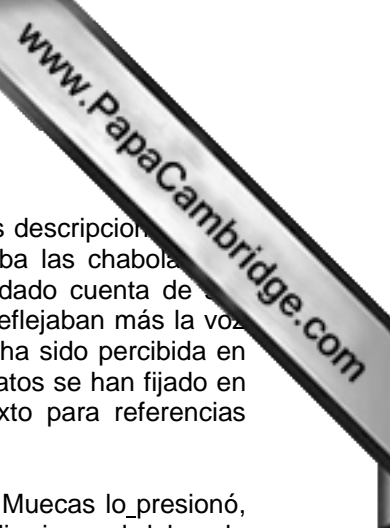 www.PapaCambridge.com
s descripcion
ba las chabola
dado cuenta de
eflejaban más la voz
ha sido percibida en
atos se han fijado en
xto para referencias
Muecas lo presionó,